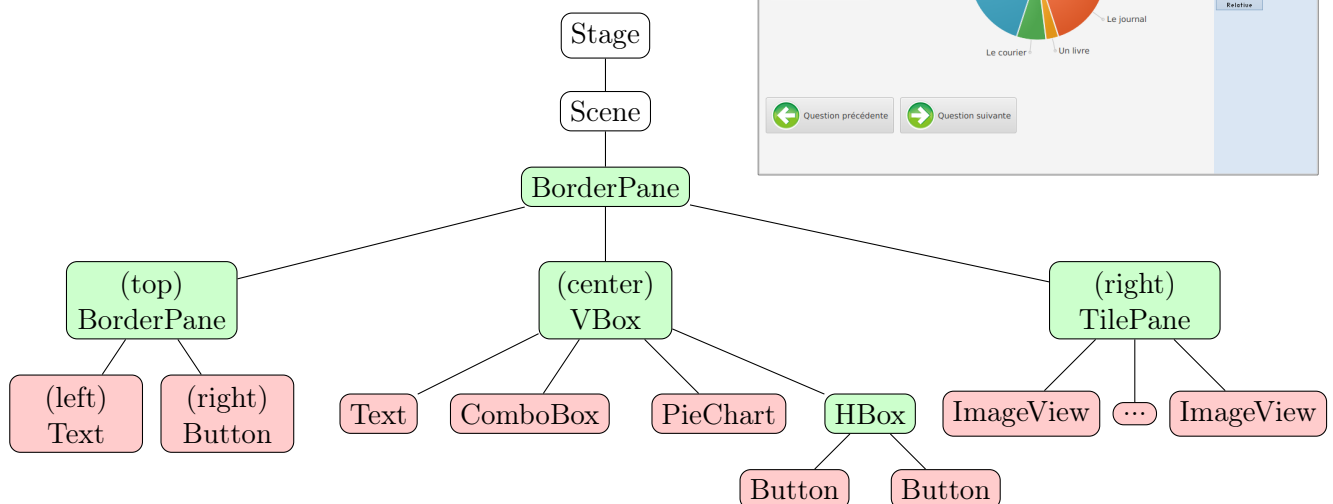 Relative
Le journal
Le courier
Un livre
Question précédente
Question suivante
Stage
Scene
BorderPane
(top)
BorderPane
(center)
VBox
(right)
TilePane
(left)
Text
(right)
Button
Text
ComboBox
PieChart
HBox
ImageView
...
ImageView
Button
Button